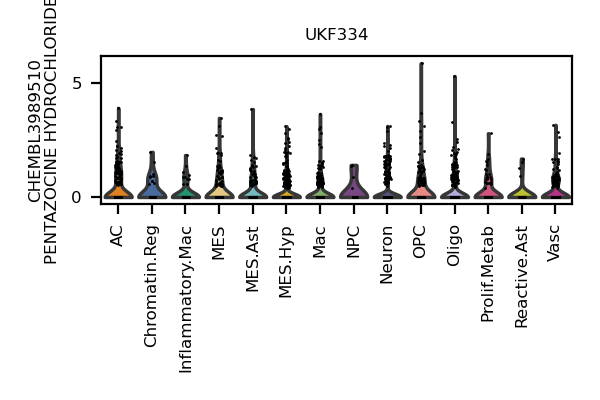 UKF334
CHEMBL3989510
PENTAZOCINE HYDROCHLORIDE
5
0
AC
Chromatin.Reg
Inflammatory.Mac
MES
MES.Ast
MES.Hyp
Mac
NPC
Neuron
OPC
Oligo
Prolif.Metab
Reactive.Ast
Vasc